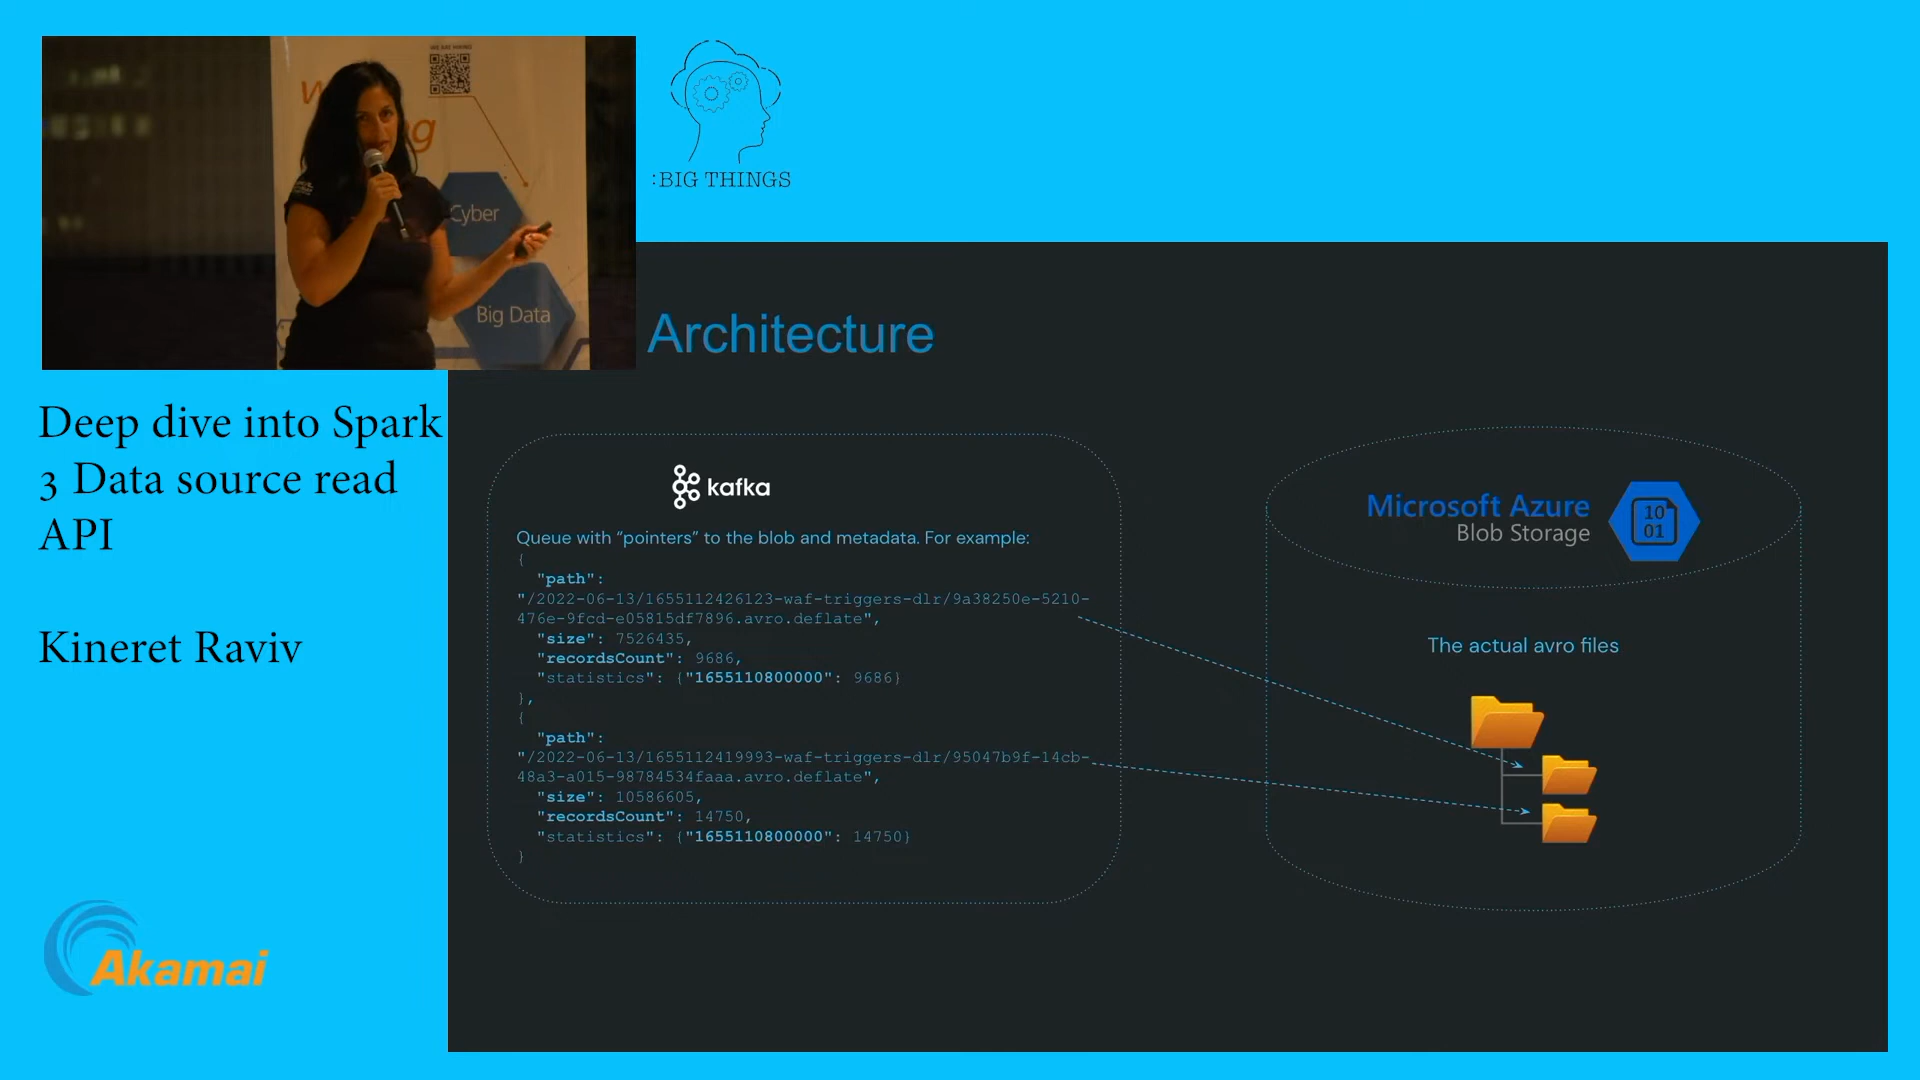 WE ARE HIRING
Cyber
Big Data
:BIG THINGS
Deep dive into Spark
3 Data source read
API
Kineret Raviv
Akamai
Architecture
kafka
Queue with “pointers” to the blob and metadata. For example:
{
"path":
"/2022-06-13/1655112426123-waf-triggers-dlr/9a38250e-5210-
476e-9fcd-e05815df7896.avro.deflate",
"size": 7526435,
"recordsCount": 9686,
"statistics": {"1655110800000": 9686}
},
{
"path":
"/2022-06-13/1655112419993-waf-triggers-dlr/95047b9f-14cb-
48a3-a015-98784534faaa.avro.deflate",
"size": 10586605,
"recordsCount": 14750,
"statistics": {"1655110800000": 14750}
}
Microsoft Azure
Blob Storage
10
01
The actual avro files